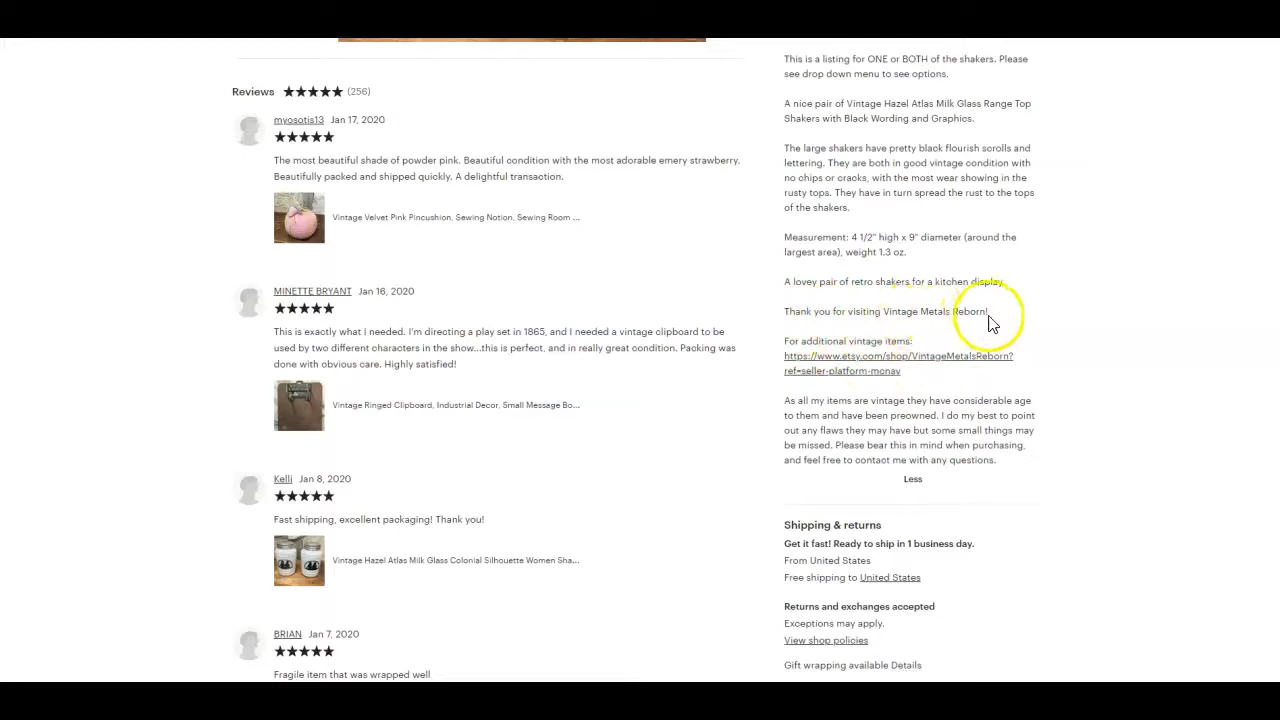 Reviews ★★★★★ (256)
myosotis13 Jan 17, 2020
★★★★★
The most beautiful shade of powder pink. Beautiful condition with the most adorable emery strawberry.
Beautifully packed and shipped quickly. A delightful transaction.
Vintage Velvet Pink Pincushion, Sewing Notion, Sewing Room ...
MINETTE BRYANT Jan 16, 2020
★★★★★
This is exactly what I needed. I'm directing a play set in 1865, and I needed a vintage clipboard to be
used by two different characters in the show...this is perfect, and in really great condition. Packing was
done with obvious care. Highly satisfied!
Vintage Ringed Clipboard, Industrial Decor, Small Message Bo...
Kelli Jan 8, 2020
★★★★★
Fast shipping, excellent packaging! Thank you!
Vintage Hazel Atlas Milk Glass Colonial Silhouette Women Sha...
BRIAN Jan 7, 2020
★★★★★
Fragile item that was wrapped well
This is a listing for ONE or BOTH of the shakers. Please
see drop down menu to see options.
A nice pair of Vintage Hazel Atlas Milk Glass Range Top
Shakers with Black Wording and Graphics.
The large shakers have pretty black flourish scrolls and
lettering. They are both in good vintage condition with
no chips or cracks, with the most wear showing in the
rusty tops. They have in turn spread the rust to the tops
of the shakers.
Measurement: 4 1/2" high x 9" diameter (around the
largest area), weight 1.3 oz.
A lovey pair of retro shakers for a kitchen display.
Thank you for visiting Vintage Metals Reborn!
For additional vintage items:
https://www.etsy.com/shop/VintageMetalsReborn?
ref=seller-platform-mcnav
As all my items are vintage they have considerable age
to them and have been preowned. I do my best to point
out any flaws they may have but some small things may
be missed. Please bear this in mind when purchasing,
and feel free to contact me with any questions.
Less
Shipping & returns
Get it fast! Ready to ship in 1 business day.
From United States
Free shipping to United States
Returns and exchanges accepted
Exceptions may apply.
View shop policies
Gift wrapping available Details